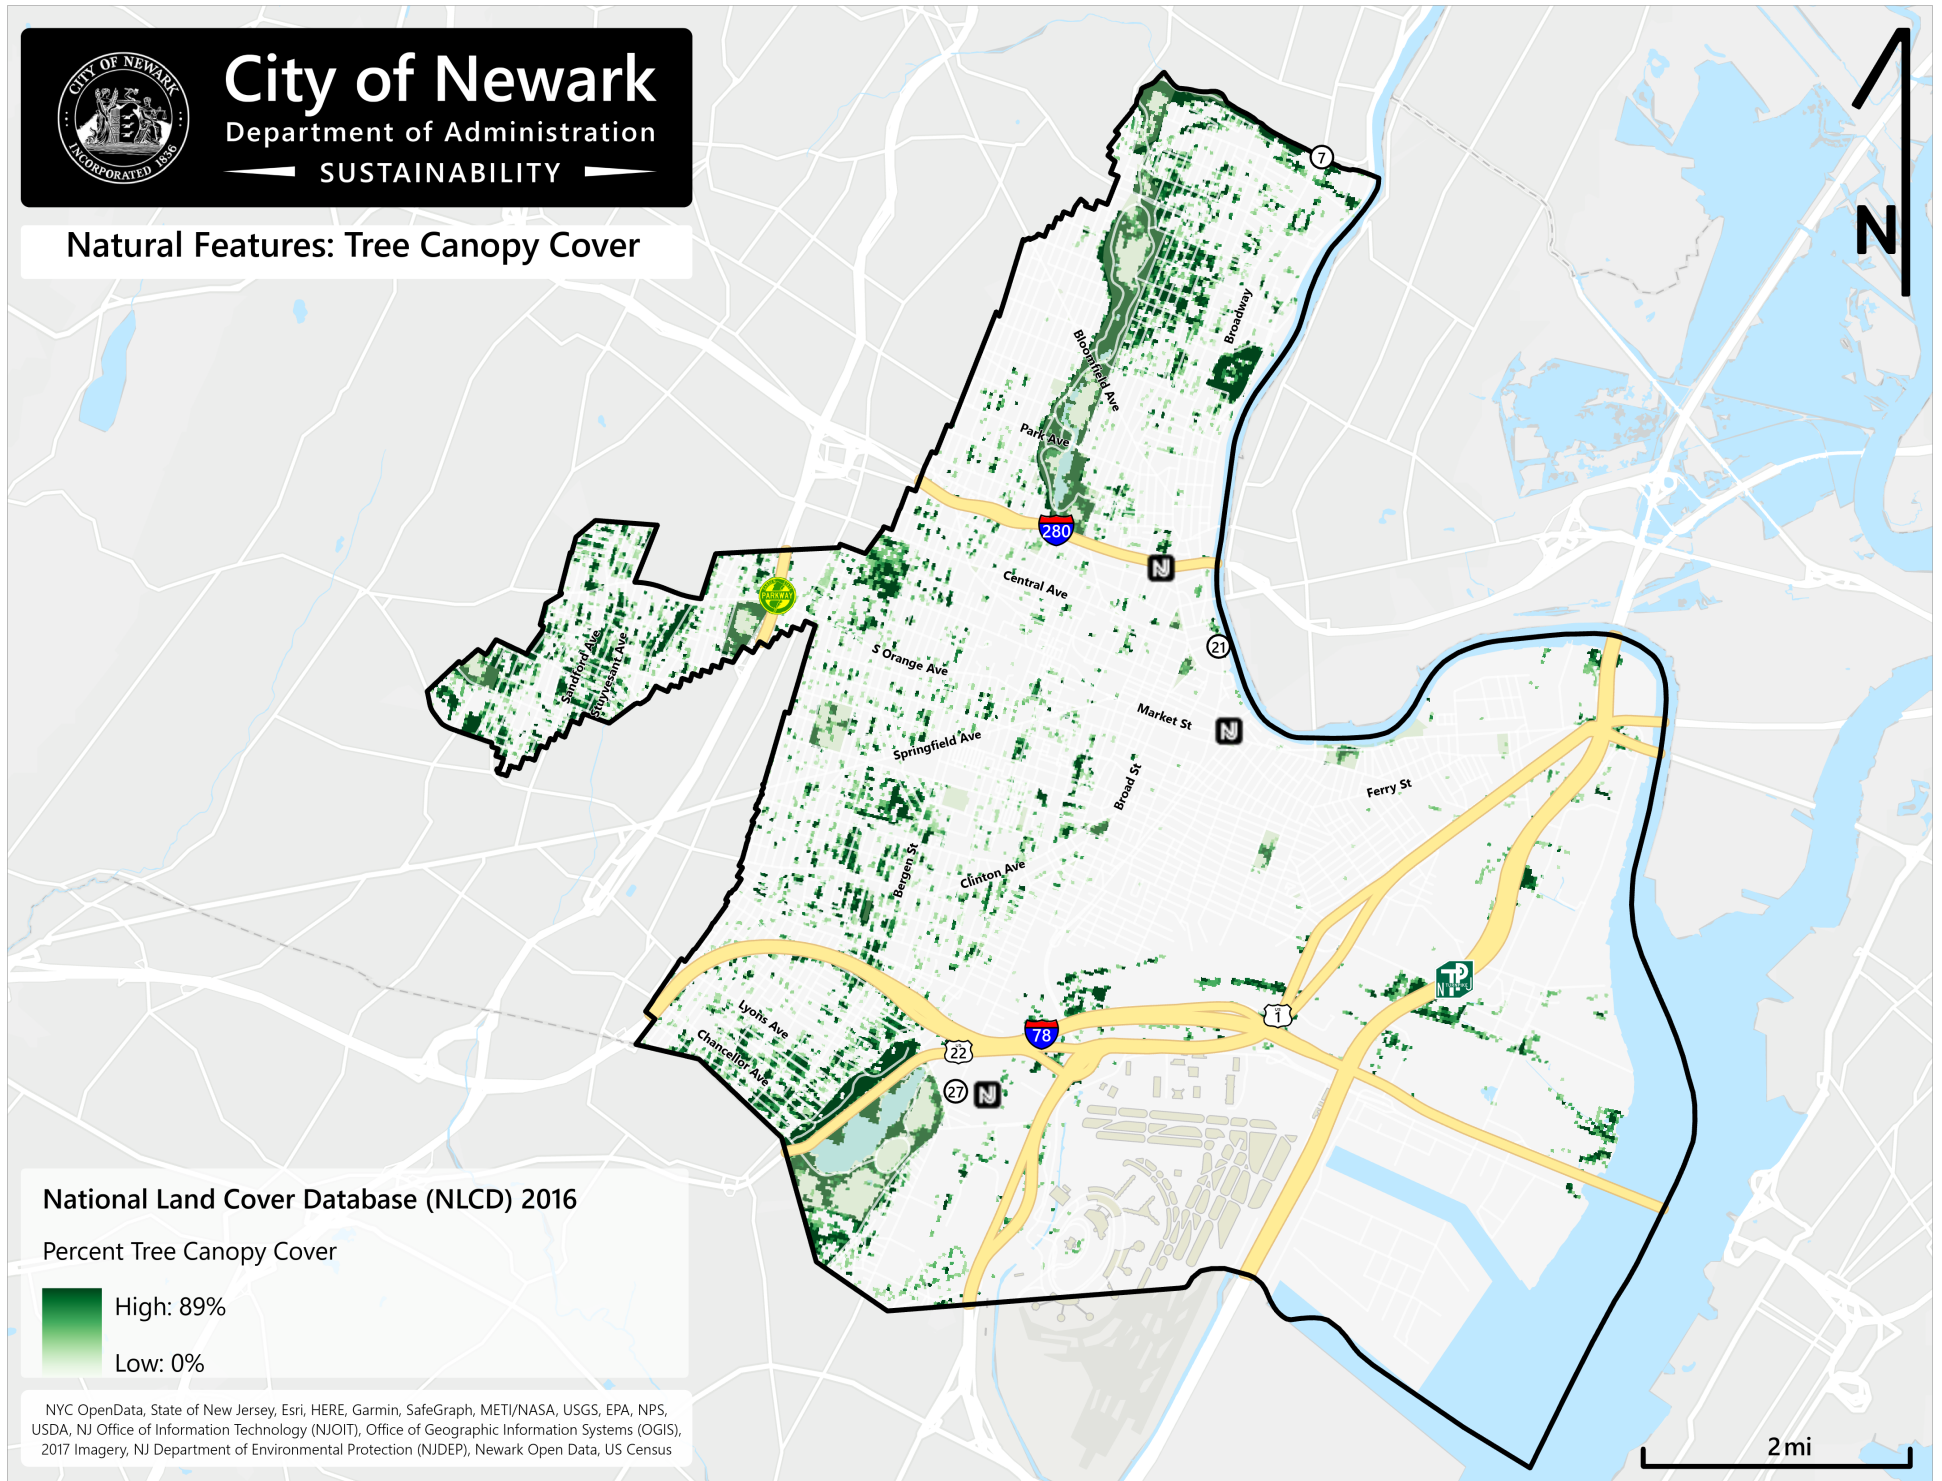 CITY OF NEWARK
INCORPORATED 1836
City of Newark
Department of Administration
SUSTAINABILITY
Natural Features: Tree Canopy Cover
N
7
Broadway
Bloomfield Ave
Park Ave
280
Central Ave
PARKWAY
21
Sandford Ave
Stuyvesant Ave
S Orange Ave
Market St
Springfield Ave
Broad St
Ferry St
Bergen St
Clinton Ave
Lyons Ave
Chancellor Ave
78
22
1
27
National Land Cover Database (NLCD) 2016
Percent Tree Canopy Cover
High: 89%
Low: 0%
NYC OpenData, State of New Jersey, Esri, HERE, Garmin, SafeGraph, METI/NASA, USGS, EPA, NPS,
USDA, NJ Office of Information Technology (NJOIT), Office of Geographic Information Systems (OGIS),
2017 Imagery, NJ Department of Environmental Protection (NJDEP), Newark Open Data, US Census
2 mi